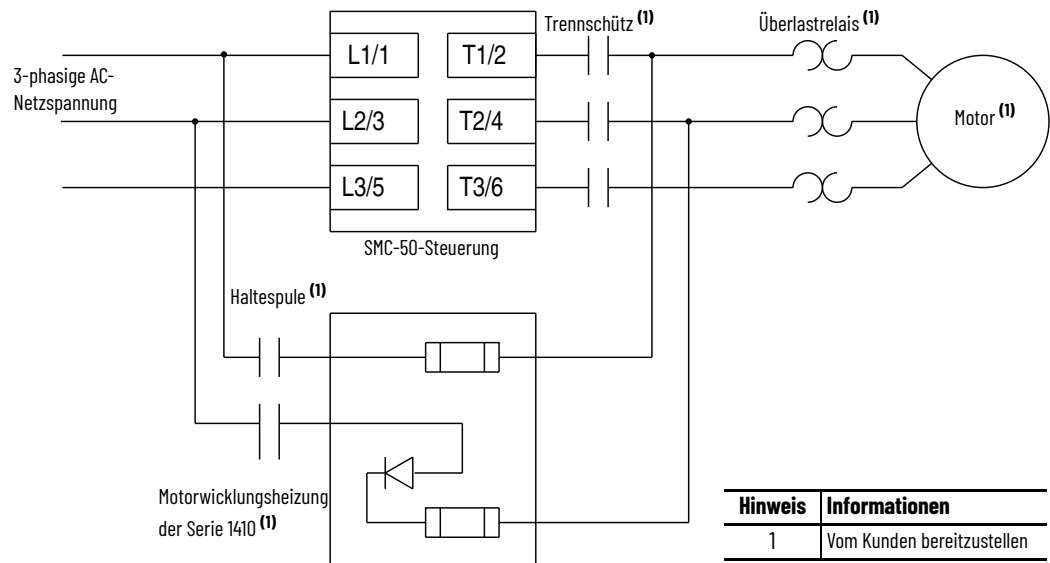 Trennschütz (1)
Überlastrelais (1)
3-phasige AC-
Netzspannung
L1/1
T1/2
L2/3
T2/4
L3/5
T3/6
Motor (1)
SMC-50-Steuerung
Haltespule (1)
Motorwicklungsheizung
der Serie 1410 (1)
Hinweis Informationen
1 Vom Kunden bereitzustellen